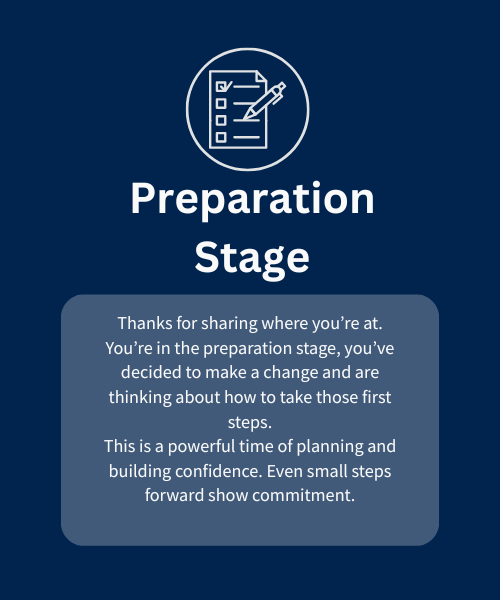 Preparation
Stage
Thanks for sharing where you’re at.
You’re in the preparation stage, you’ve
decided to make a change and are
thinking about how to take those first
steps.
This is a powerful time of planning and
building confidence. Even small steps
forward show commitment.